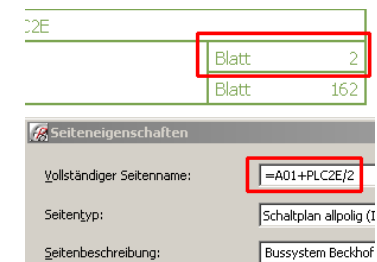 C2E
Blatt 2
Blatt 162
Seiteneigenschaften
Vollständiger Seitenname: =A01+PLC2E/2
Seitentyp: Schaltplan allpolig (I
Seitenbeschreibung: Bussystem Beckhof